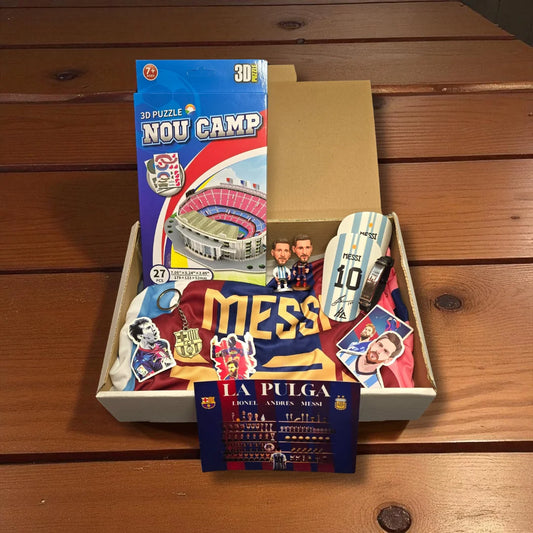 7+
3D
PUZZLE
3D PUZZLE
NOU CAMP
27
PCS
MESSI
MESSI
MESSI
10
LA PULGA
LIONEL ANDRES MESSI